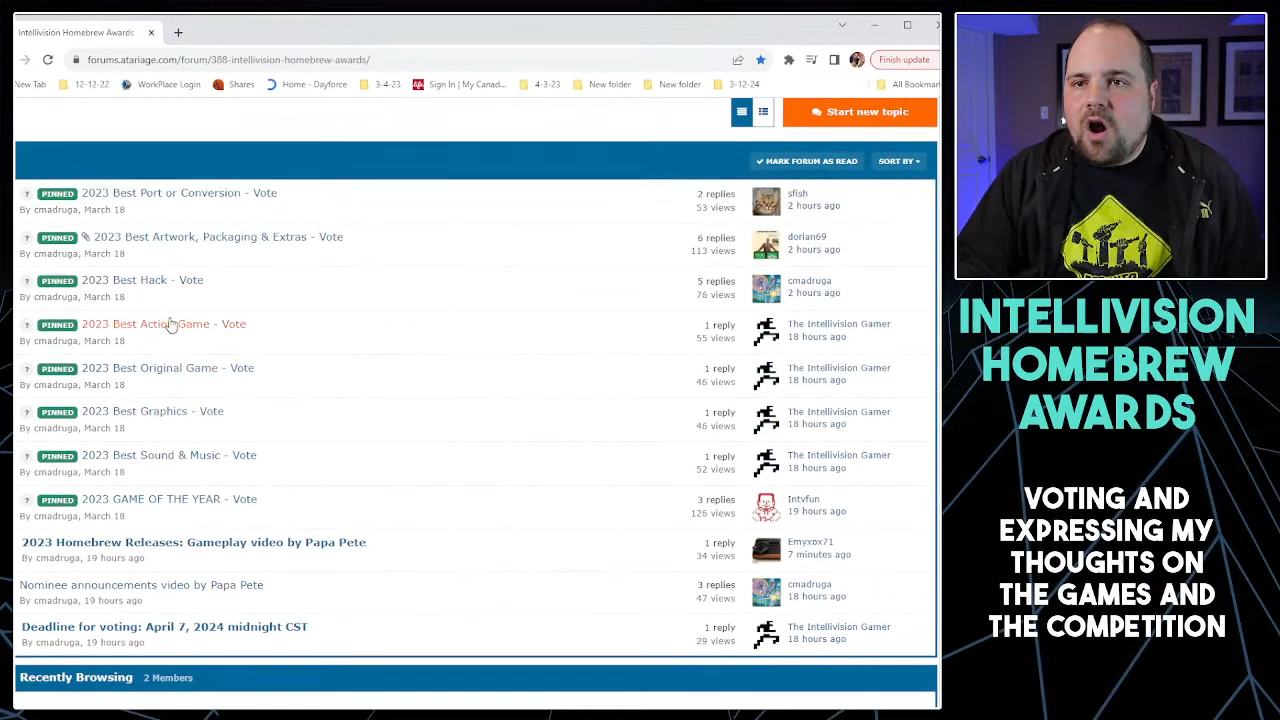 Intellivision Homebrew Awards
forums.atariage.com/forum/388-intellivision-homebrew-awards/
Finish update
New Tab
12-12-22
WorkPlace Login
Shares
Home - Dayforce
3-4-23
Sign In | My Canad...
4-3-23
New folder
New folder
3-12-24
All Bookmar
Start new topic
MARK FORUM AS READ
SORT BY
PINNED 2023 Best Port or Conversion - Vote
By cmadruga, March 18
2 replies
53 views
sfish
2 hours ago
PINNED 2023 Best Artwork, Packaging & Extras - Vote
By cmadruga, March 18
6 replies
113 views
dorian69
2 hours ago
PINNED 2023 Best Hack - Vote
By cmadruga, March 18
5 replies
76 views
cmadruga
2 hours ago
PINNED 2023 Best Action Game - Vote
By cmadruga, March 18
1 reply
55 views
The Intellivision Gamer
18 hours ago
PINNED 2023 Best Original Game - Vote
By cmadruga, March 18
1 reply
46 views
The Intellivision Gamer
18 hours ago
PINNED 2023 Best Graphics - Vote
By cmadruga, March 18
1 reply
46 views
The Intellivision Gamer
18 hours ago
PINNED 2023 Best Sound & Music - Vote
By cmadruga, March 18
1 reply
52 views
The Intellivision Gamer
18 hours ago
PINNED 2023 GAME OF THE YEAR - Vote
By cmadruga, March 18
3 replies
126 views
Intvfun
19 hours ago
2023 Homebrew Releases: Gameplay video by Papa Pete
By cmadruga, 19 hours ago
1 reply
34 views
Emyxox71
7 minutes ago
Nominee announcements video by Papa Pete
By cmadruga, 19 hours ago
3 replies
47 views
cmadruga
18 hours ago
Deadline for voting: April 7, 2024 midnight CST
By cmadruga, 19 hours ago
1 reply
29 views
The Intellivision Gamer
18 hours ago
Recently Browsing 2 Members
INTELLIVISION
HOMEBREW
AWARDS
VOTING AND
EXPRESSING MY
THOUGHTS ON
THE GAMES AND
THE COMPETITION